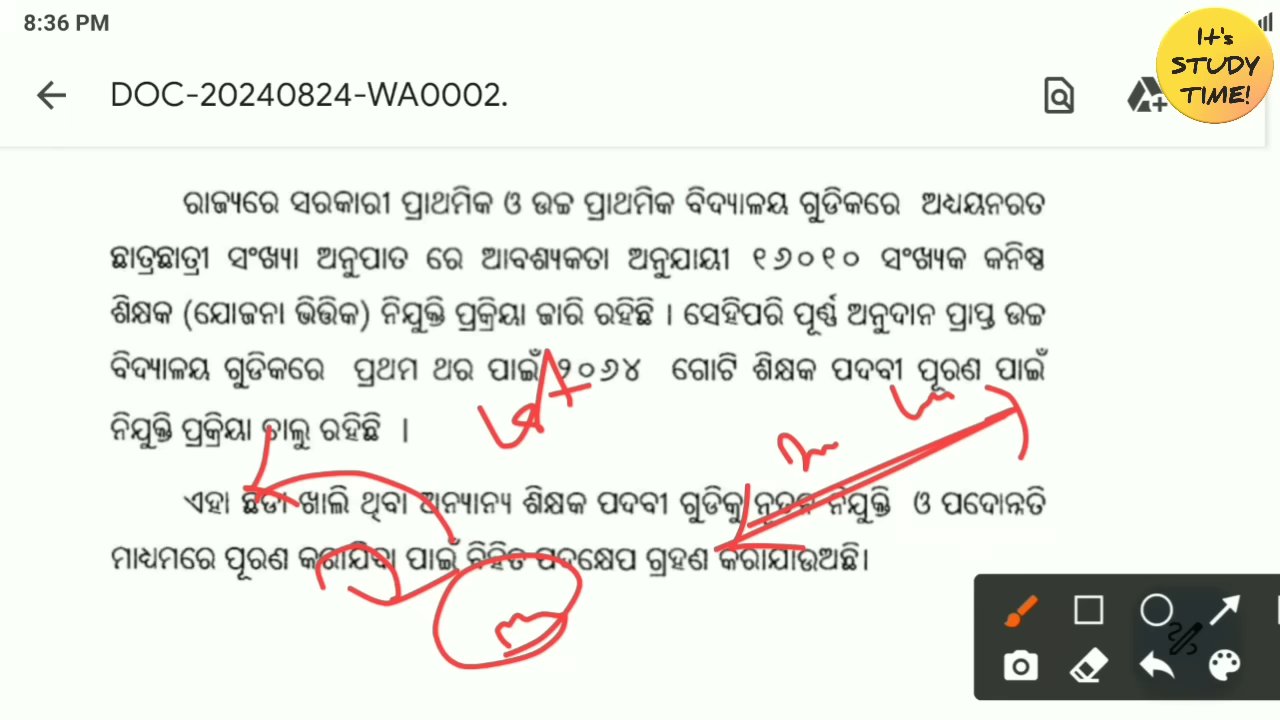 8:36 PM
It's
STUDY
TIME!
DOC-20240824-WA0002.
ରାଜ୍ୟରେ ସରକାରୀ ପ୍ରାଥମିକ ଓ ଉଚ୍ଚ ପ୍ରାଥମିକ ବିଦ୍ୟାଳୟ ଗୁଡିକରେ ଅଧ୍ୟୟନରତ
ଛାତ୍ରଛାତ୍ରୀ ସଂଖ୍ୟା ଅନୁପାତ ରେ ଆବଶ୍ୟକତା ଅନୁଯାୟୀ ୧୬୦୧୦ ସଂଖ୍ୟକ କନିଷ୍ଠ
ଶିକ୍ଷକ (ଯୋଜନା ଭିତ୍ତିକ) ନିଯୁକ୍ତି ପ୍ରକ୍ରିୟା ଜାରି ରହିଛି । ସେହିପରି ପୂର୍ଣ୍ଣ ଅନୁଦାନ ପ୍ରାପ୍ତ ଉଚ୍ଚ
ବିଦ୍ୟାଳୟ ଗୁଡିକରେ ପ୍ରଥମ ଥର ପାଇଁ ୨୦୬୪ ଗୋଟି ଶିକ୍ଷକ ପଦବୀ ପୂରଣ ପାଇଁ
ନିଯୁକ୍ତି ପ୍ରକ୍ରିୟା ଚାଲୁ ରହିଛି ।
ଏହା ଛଡା ଖାଲି ଥିବା ଅନ୍ୟାନ୍ୟ ଶିକ୍ଷକ ପଦବୀ ଗୁଡିକୁ ନୂତନ ନିଯୁକ୍ତି ଓ ପଦୋନ୍ନତି
ମାଧ୍ୟମରେ ପୂରଣ କରାଯିବା ପାଇଁ ବିହିତ ପଦକ୍ଷେପ ଗ୍ରହଣ କରାଯାଉଅଛି।